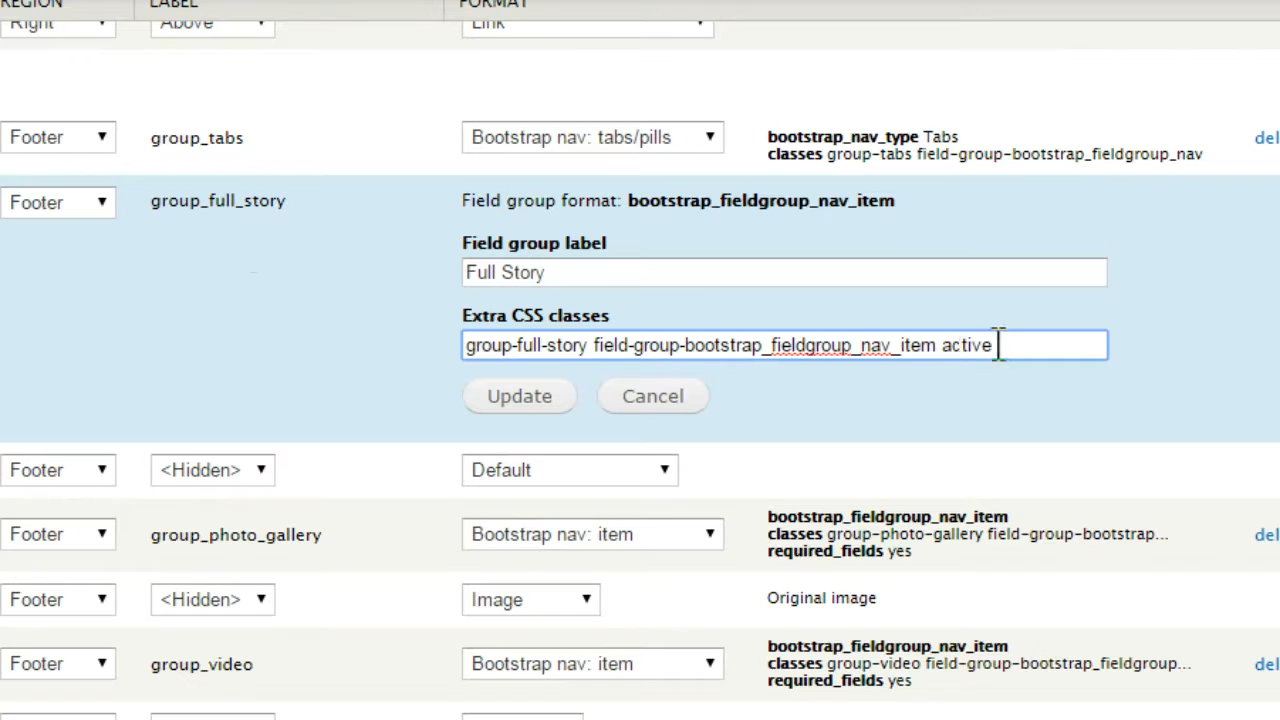 REGION LABEL FORMAT
Right Above Link
Footer group_tabs Bootstrap nav: tabs/pills bootstrap_nav_type Tabs
classes group-tabs field-group-bootstrap_fieldgroup_nav
del
Footer group_full_story Field group format: bootstrap_fieldgroup_nav_item
Field group label
Full Story
Extra CSS classes
group-full-story field-group-bootstrap_fieldgroup_nav_item active
Update Cancel
Footer <Hidden> Default
Footer group_photo_gallery Bootstrap nav: item bootstrap_fieldgroup_nav_item
classes group-photo-gallery field-group-bootstrap...
required_fields yes
del
Footer <Hidden> Image Original image
Footer group_video Bootstrap nav: item bootstrap_fieldgroup_nav_item
classes group-video field-group-bootstrap_fieldgroup...
required_fields yes
del